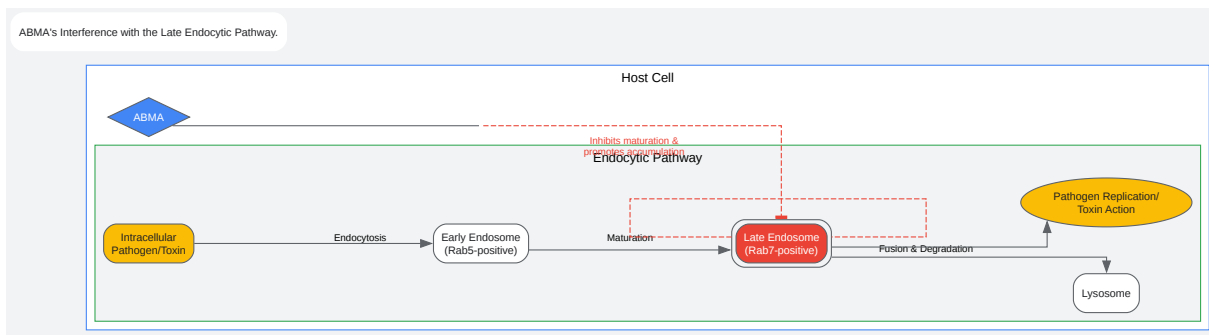 ABMA's Interference with the Late Endocytic Pathway.
Host Cell
ABMA
Inhibits maturation &
promotes accumulation
Endocytic Pathway
Pathogen Replication/
Toxin Action
Intracellular
Pathogen/Toxin
Endocytosis
Early Endosome
(Rab5-positive)
Maturation
Late Endosome
(Rab7-positive)
Fusion & Degradation
Lysosome